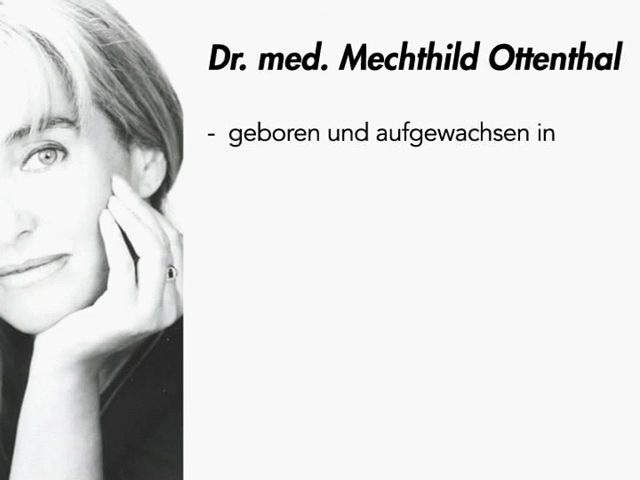 Dr. med. Mechthild Ottenthal
- geboren und aufgewachsen in